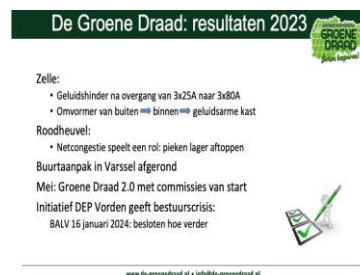 De Groene Draad: resultaten 2023
GROENE
DRAAD
Zelle:
• Geluidshinder na overgang van 3x25A naar 3x80A
• Omvormer van buiten ➡ binnen ➡ geluidsarme kast
Roodheuvel:
• Netcongestie speelt een rol: pieken lager aftoppen
Buurtaanpak in Varssel afgerond
Mei: Groene Draad 2.0 met commissies van start
Initiatief DEP Vorden geeft bestuurscrisis:
BALV 16 januari 2024: besloten hoe verder
www.de-groenedraad.nl • info@de-groenedraad.nl